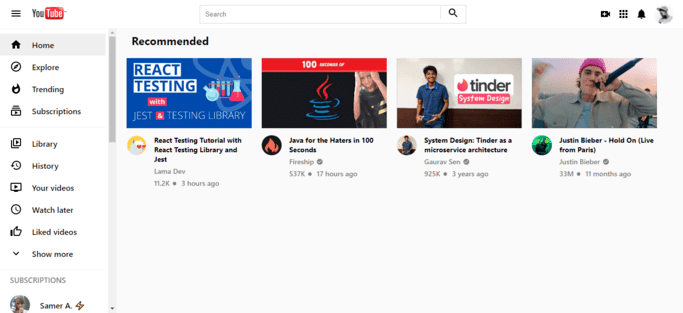 YouTube
Search
Home
Explore
Trending
Subscriptions
Library
History
Your videos
Watch later
Liked videos
Show more
SUBSCRIPTIONS
Samer A. ⚡
Recommended
REACT
TESTING
with
JEST & TESTING LIBRARY
React Testing Tutorial with
React Testing Library and
Jest
Lama Dev
11.2K • 3 hours ago
100 SECONDS OF
Java for the Haters in 100
Seconds
Fireship
537K • 17 hours ago
tinder
System Design
System Design: Tinder as a
microservice architecture
Gaurav Sen
925K • 3 years ago
Justin Bieber - Hold On (Live
from Paris)
Justin Bieber
33M • 11 months ago